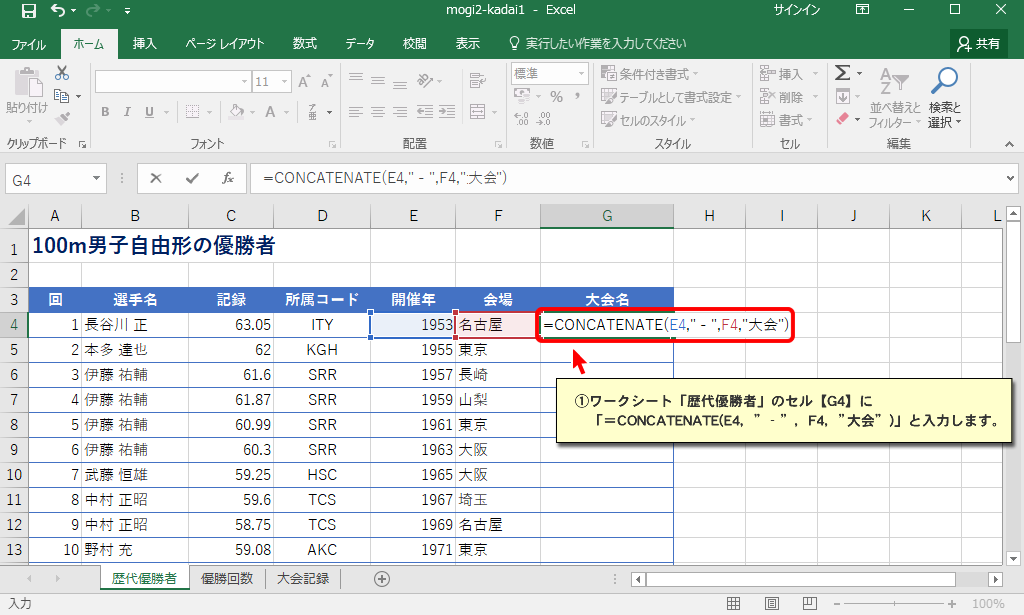 mogi2-kadai1 - Excel サインイン
ファイル ホーム 挿入 ページ レイアウト 数式 データ 校閲 表示 実行したい作業を入力してください 共有
貼り付け 11 A A 標準 条件付き書式 挿入 Σ
B I U A 亜 % , テーブルとして書式設定 削除 並べ替えと 検索と
セルのスタイル 書式 フィルター 選択
クリップボード フォント 配置 数値 スタイル セル 編集
G4 fx =CONCATENATE(E4," - ",F4,"大会")
A B C D E F G H I J K L
1 100m男子自由形の優勝者
2
3 回 選手名 記録 所属コード 開催年 会場 大会名
4 1 長谷川 正 63.05 ITY 1953 名古屋 =CONCATENATE(E4," - ",F4,"大会")
5 2 本多 達也 62 KGH 1955 東京
6 3 伊藤 祐輔 61.6 SRR 1957 長崎
7 4 伊藤 祐輔 61.87 SRR 1959 山梨
8 5 伊藤 祐輔 60.99 SRR 1961 東京
9 6 伊藤 祐輔 60.3 SRR 1963 大阪
10 7 武藤 恒雄 59.25 HSC 1965 大阪
11 8 中村 正昭 59.6 TCS 1967 埼玉
12 9 中村 正昭 58.75 TCS 1969 名古屋
13 10 野村 充 59.08 AKC 1971 東京
①ワークシート「歴代優勝者」のセル【G4】に
「＝CONCATENATE(E4, ” - ” , F4, ”大会” )」と入力します。
歴代優勝者 優勝回数 大会記録
入力 100%